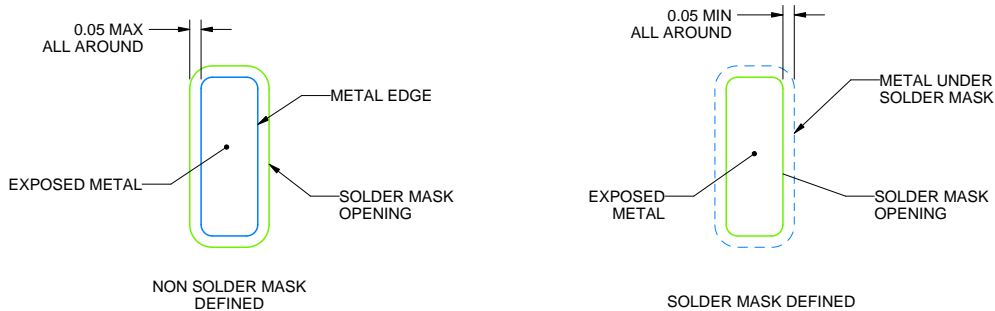 0.05 MAX
ALL AROUND
METAL EDGE
EXPOSED METAL
SOLDER MASK
OPENING
NON SOLDER MASK
DEFINED
0.05 MIN
ALL AROUND
METAL UNDER
SOLDER MASK
EXPOSED
METAL
SOLDER MASK
OPENING
SOLDER MASK DEFINED